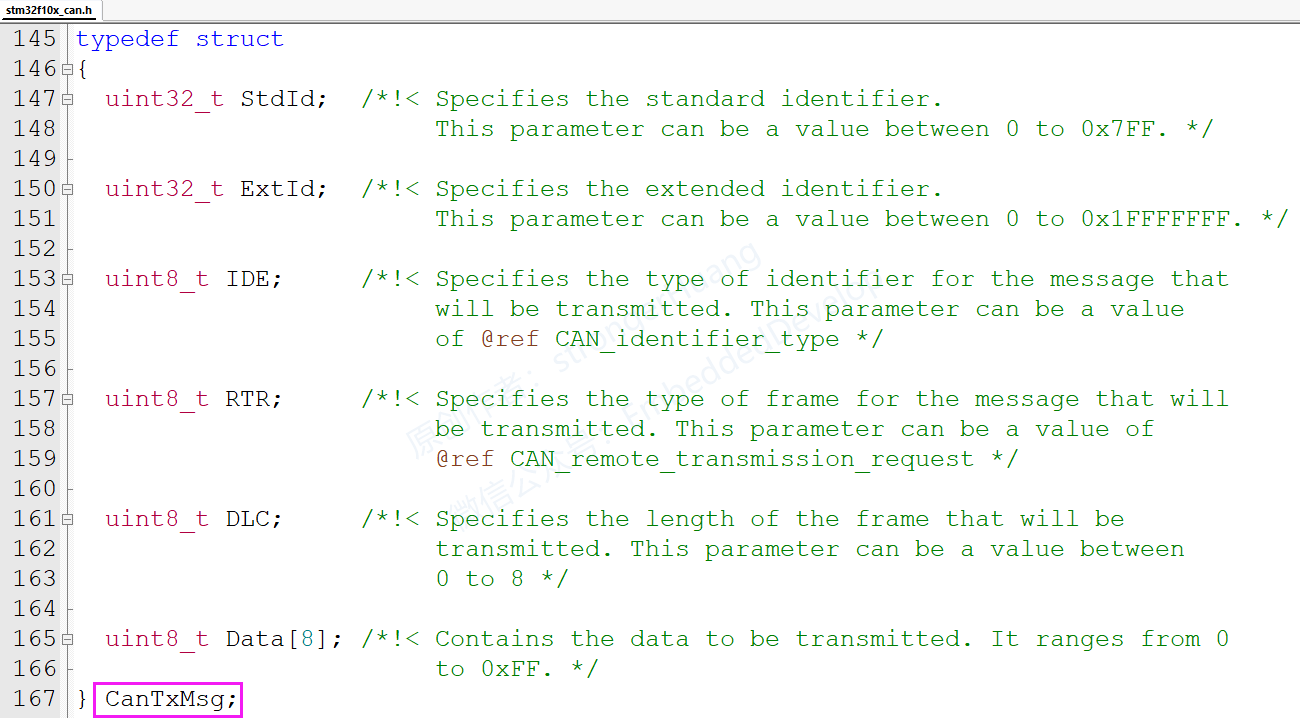 stm32f10x_can.h
145 typedef struct
146 {
147 uint32_t StdId; /*!< Specifies the standard identifier.
148 This parameter can be a value between 0 to 0x7FF. */
149
150 uint32_t ExtId; /*!< Specifies the extended identifier.
151 This parameter can be a value between 0 to 0x1FFFFFFF. */
152
153 uint8_t IDE; /*!< Specifies the type of identifier for the message that
154 will be transmitted. This parameter can be a value
155 of @ref CAN_identifier_type */
156
157 uint8_t RTR; /*!< Specifies the type of frame for the message that will
158 be transmitted. This parameter can be a value of
159 @ref CAN_remote_transmission_request */
160
161 uint8_t DLC; /*!< Specifies the length of the frame that will be
162 transmitted. This parameter can be a value between
163 0 to 8 */
164
165 uint8_t Data[8]; /*!< Contains the data to be transmitted. It ranges from 0
166 to 0xFF. */
167 } CanTxMsg;